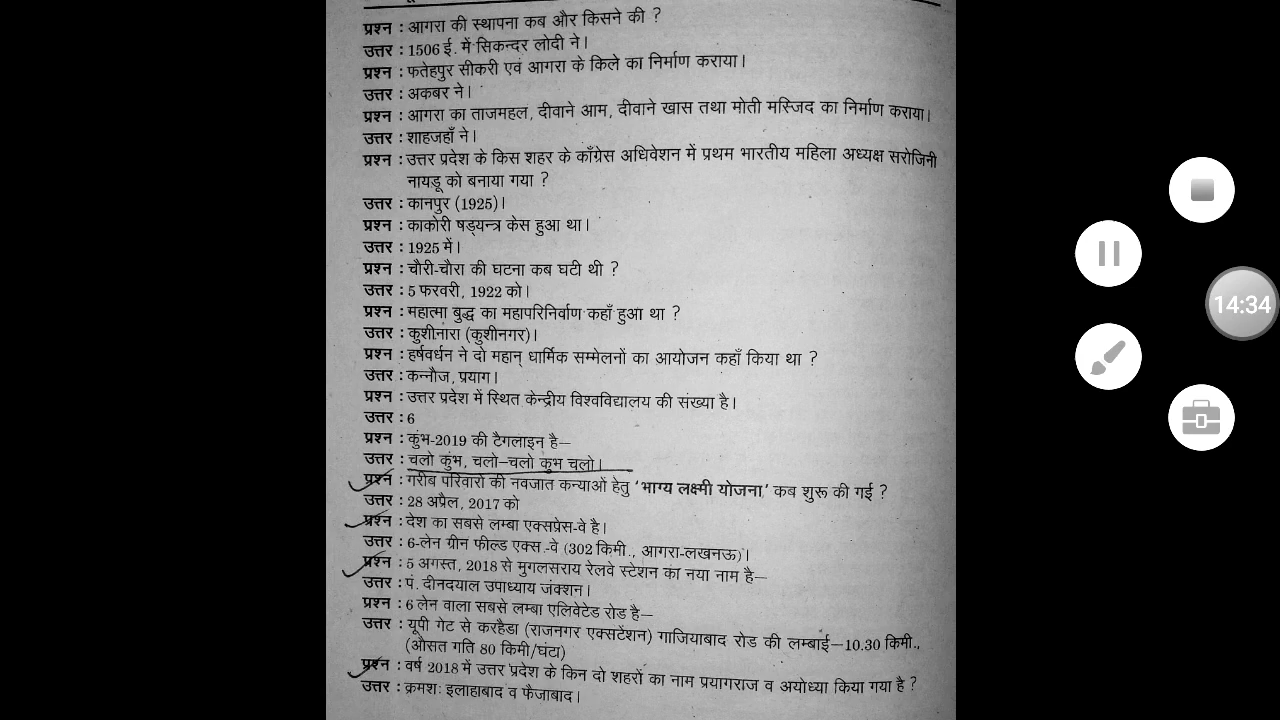 प्रश्न : आगरा की स्थापना कब और किसने की ?
उत्तर : 1506 ई. में सिकन्दर लोदी ने।
प्रश्न : फतेहपुर सीकरी एवं आगरा के किले का निर्माण कराया।
उत्तर : अकबर ने।
प्रश्न : आगरा का ताजमहल, दीवाने आम, दीवाने खास तथा मोती मस्जिद का निर्माण कराया।
उत्तर : शाहजहाँ ने।
प्रश्न : उत्तर प्रदेश के किस शहर के काँग्रेस अधिवेशन में प्रथम भारतीय महिला अध्यक्ष सरोजिनी
नायडू को बनाया गया ?
उत्तर : कानपुर (1925)।
प्रश्न : काकोरी षड्यन्त्र केस हुआ था।
उत्तर : 1925 में।
प्रश्न : चौरी-चौरा की घटना कब घटी थी ?
उत्तर : 5 फरवरी, 1922 को।
प्रश्न : महात्मा बुद्ध का महापरिनिर्वाण कहाँ हुआ था ?
उत्तर : कुशीनारा (कुशीनगर)।
प्रश्न : हर्षवर्धन ने दो महान् धार्मिक सम्मेलनों का आयोजन कहाँ किया था ?
उत्तर : कन्नौज, प्रयाग।
प्रश्न : उत्तर प्रदेश में स्थित केन्द्रीय विश्वविद्यालय की संख्या है।
उत्तर : 6
प्रश्न : कुंभ-2019 की टैगलाइन है—
उत्तर : चलो कुंभ, चलो–चलो कुंभ चलो।
प्रश्न : गरीब परिवारों की नवजात कन्याओं हेतु 'भाग्य लक्ष्मी योजना' कब शुरू की गई ?
उत्तर : 28 अप्रैल, 2017 को
प्रश्न : देश का सबसे लम्बा एक्सप्रेस-वे है।
उत्तर : 6-लेन ग्रीन फील्ड एक्स.-वे (302 किमी., आगरा-लखनऊ)।
प्रश्न : 5 अगस्त, 2018 से मुगलसराय रेलवे स्टेशन का नया नाम है—
उत्तर : पं. दीनदयाल उपाध्याय जंक्शन।
प्रश्न : 6 लेन वाला सबसे लम्बा एलिवेटेड रोड है—
उत्तर : यूपी गेट से करहैडा (राजनगर एक्सटेंशन) गाजियाबाद रोड की लम्बाई—10.30 किमी.,
(औसत गति 80 किमी/घंटा)
प्रश्न : वर्ष 2018 में उत्तर प्रदेश के किन दो शहरों का नाम प्रयागराज व अयोध्या किया गया है ?
उत्तर : क्रमशः इलाहाबाद व फैजाबाद।
14:34